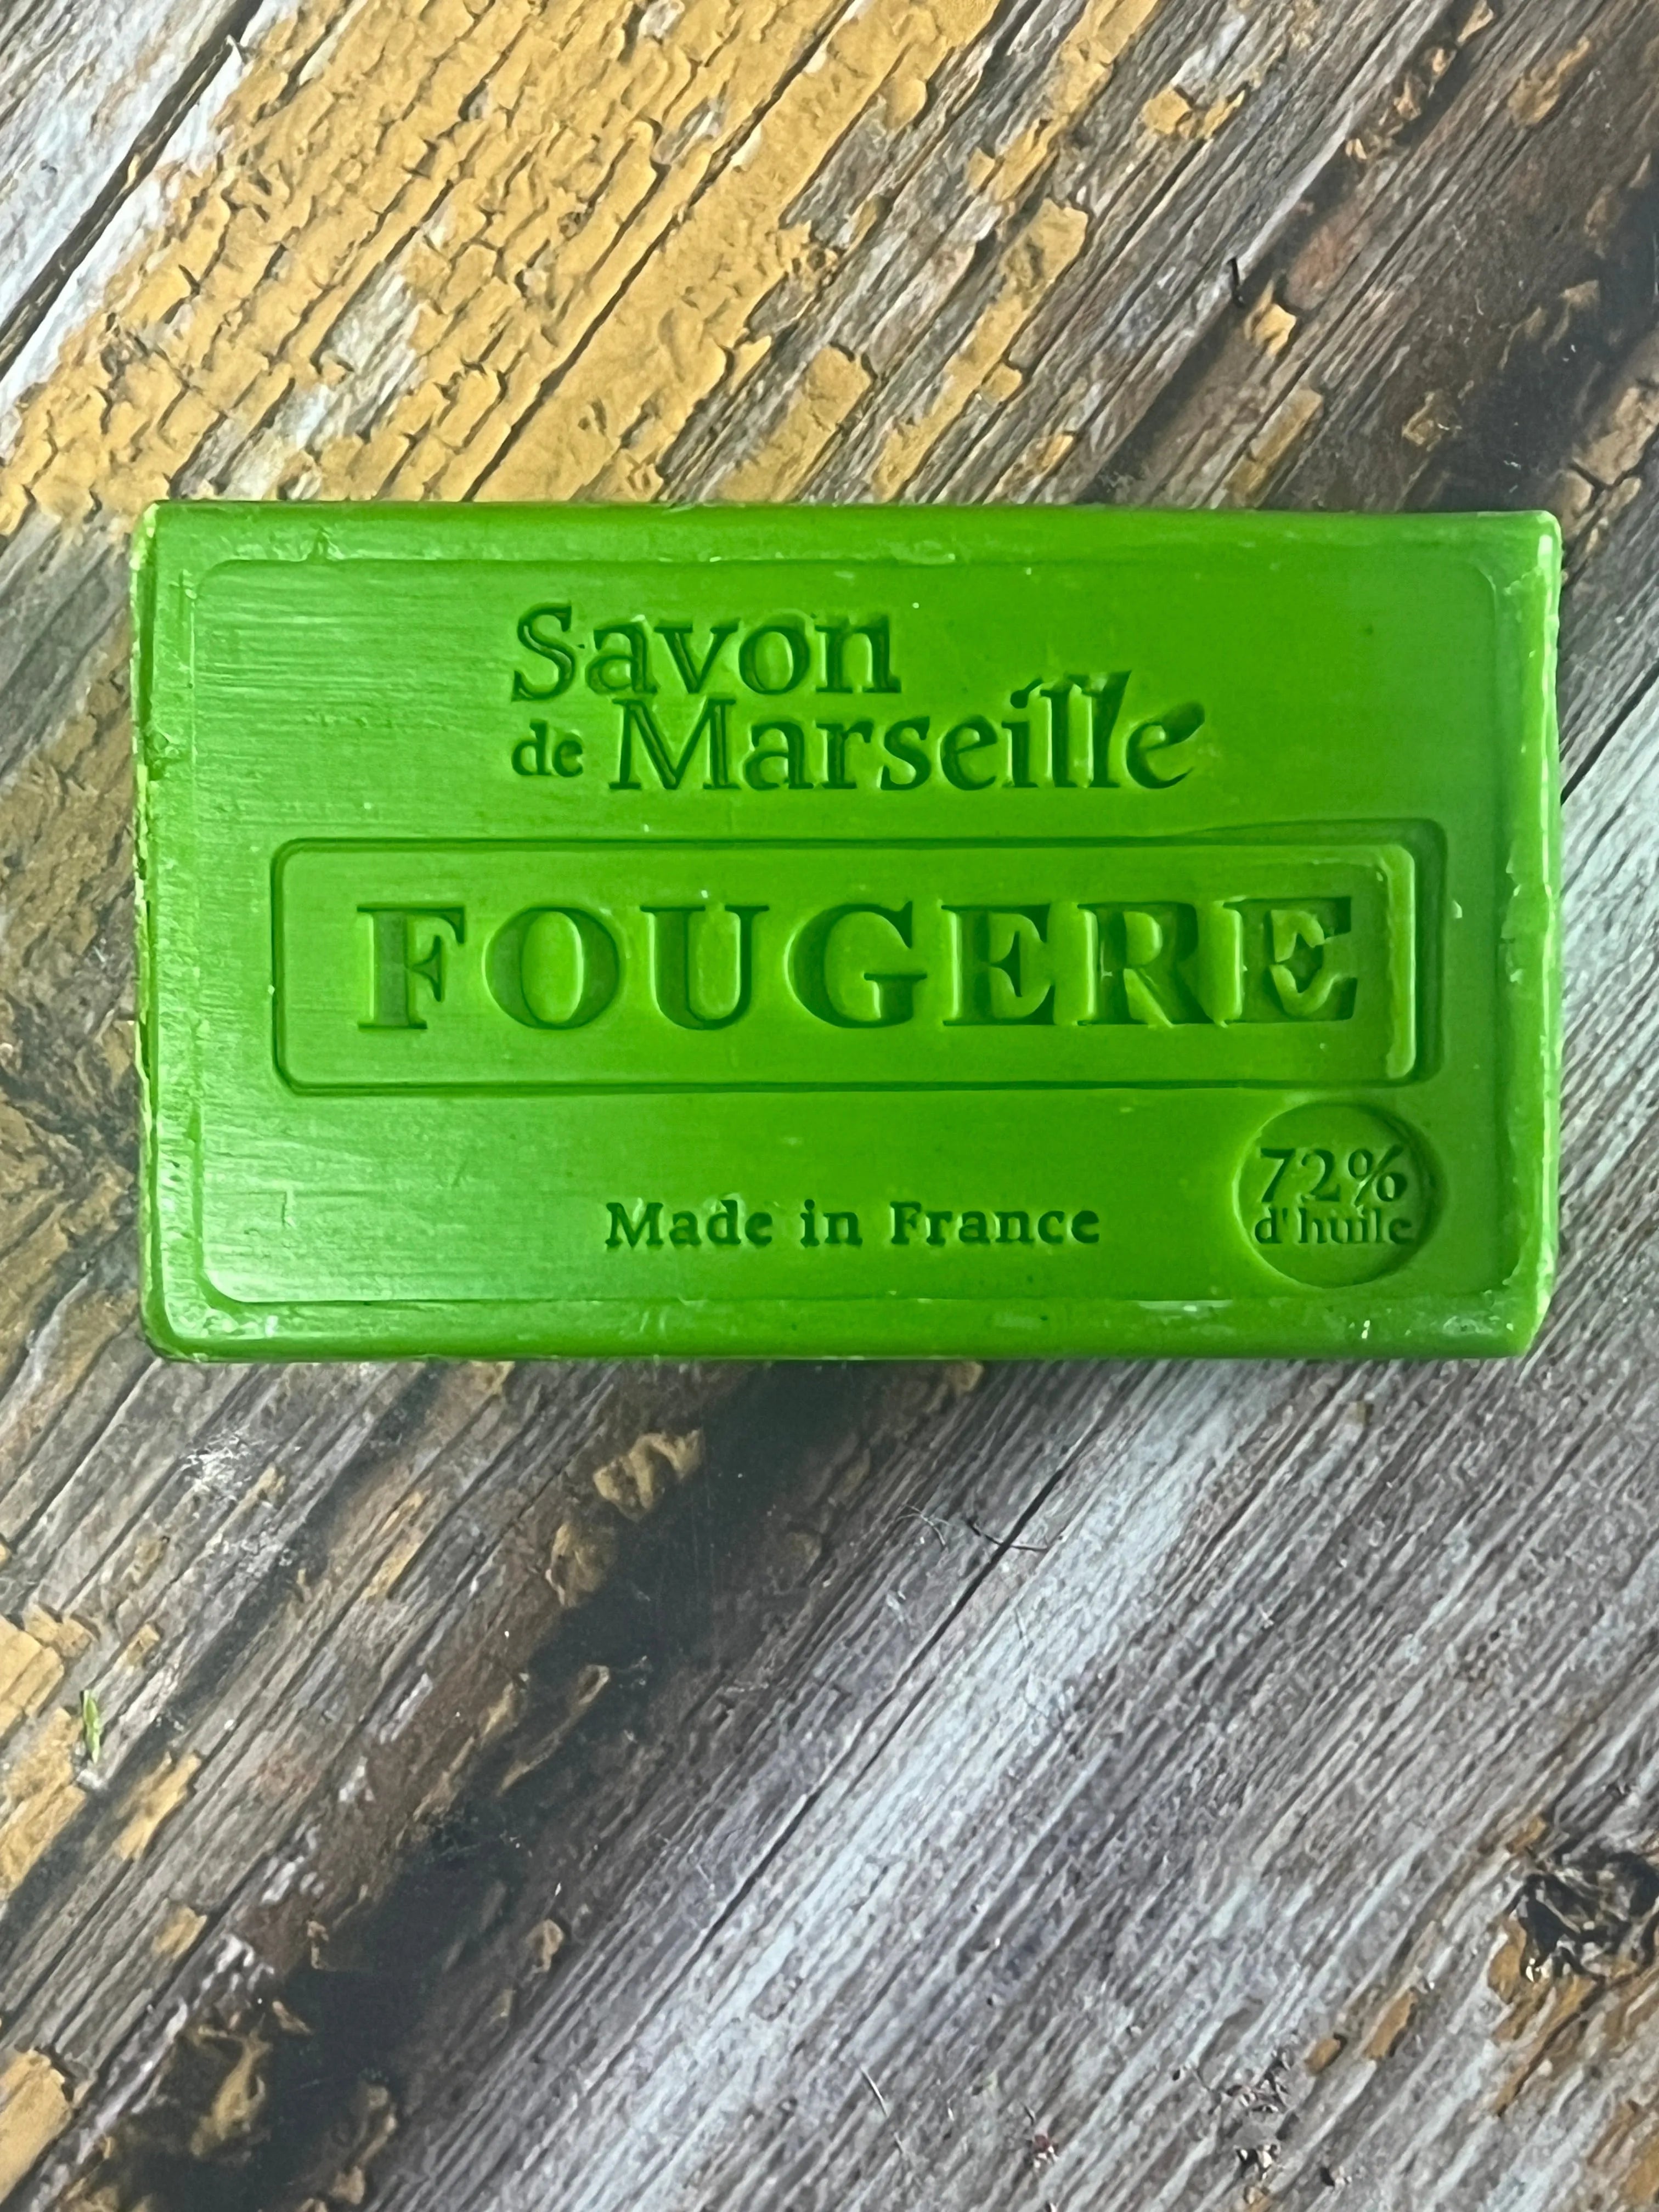 Savon
de Marseille
FOUGERE
Made in France
72%
d'huile